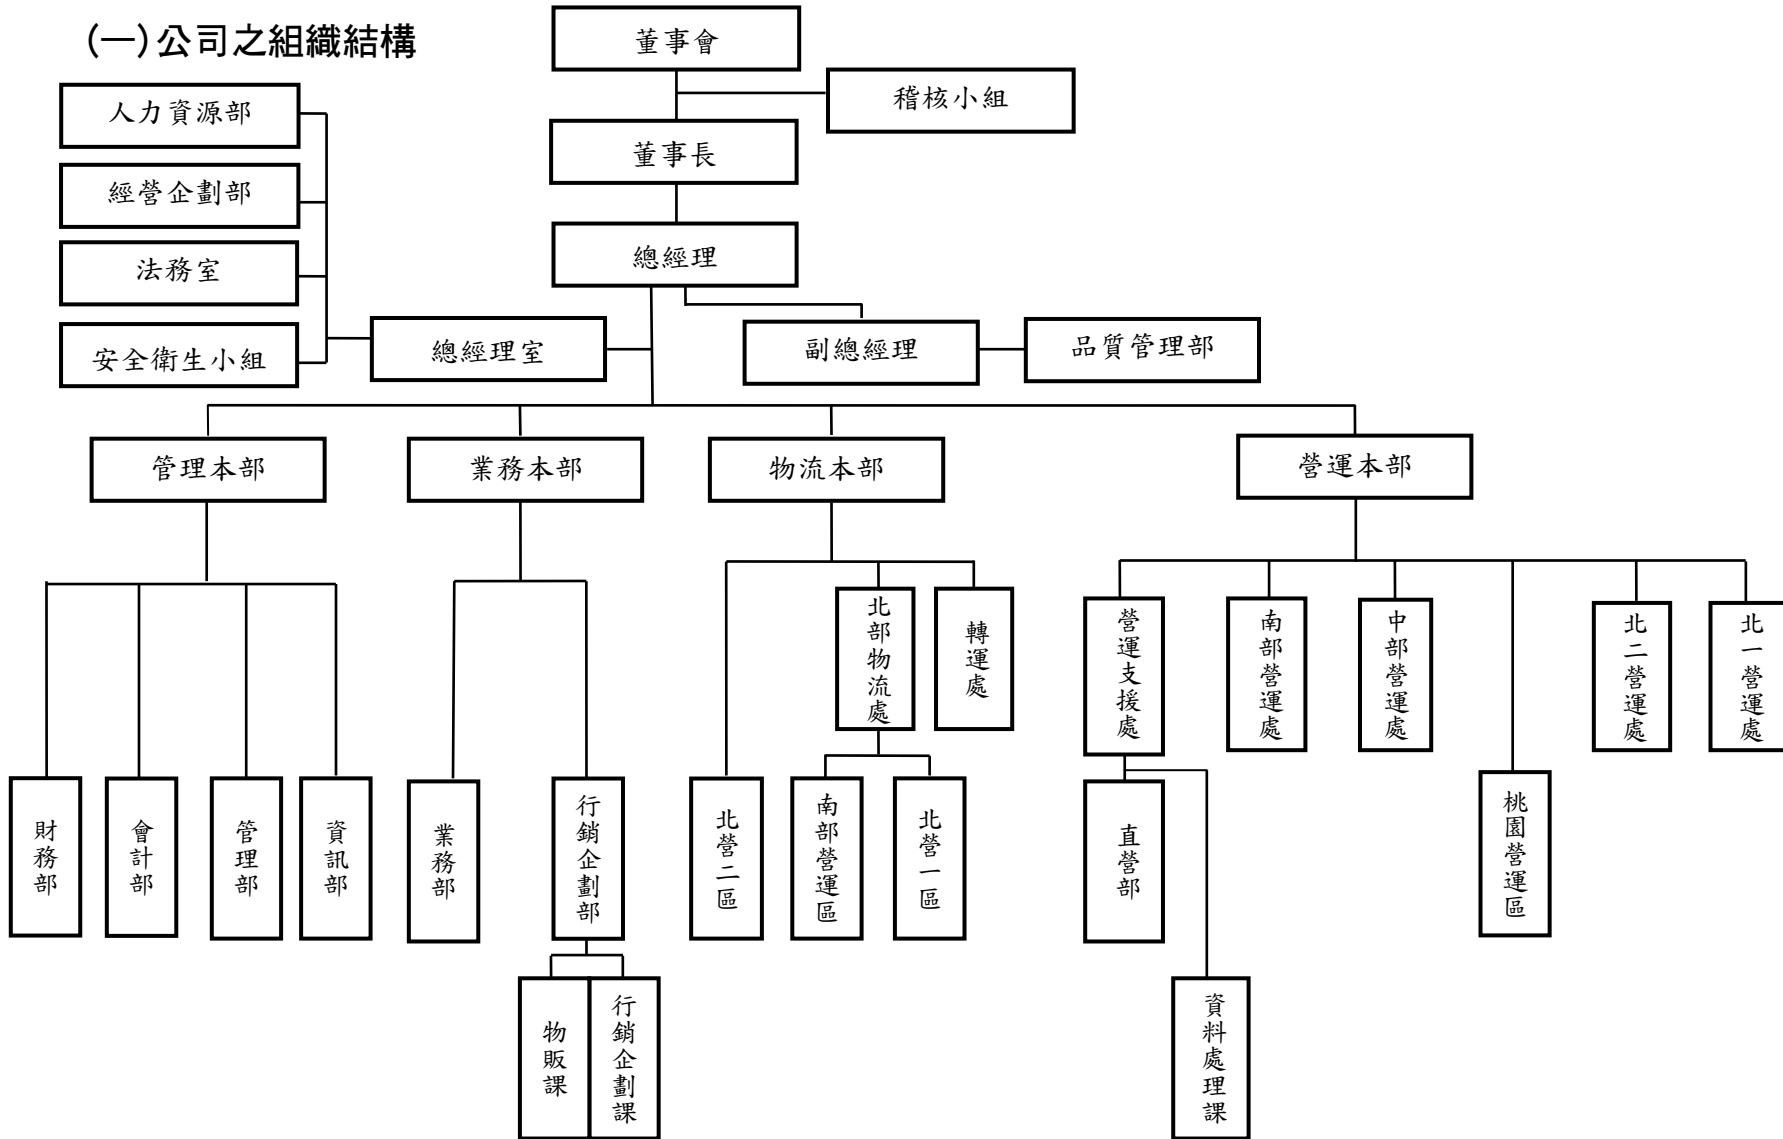 (一)公司之組織結構
董事會
稽核小組
人力資源部
董事長
經營企劃部
總經理
法務室
安全衛生小組
總經理室
副總經理
品質管理部
管理本部
業務本部
物流本部
營運本部
北部物流處
轉運處
營運支援處
南部營運處
中部營運處
北二營運處
北一營運處
財務部
會計部
管理部
資訊部
業務部
行銷企劃部
北營二區
南部營運區
北營一區
直營部
桃園營運區
物販課
行銷企劃課
資料處理課